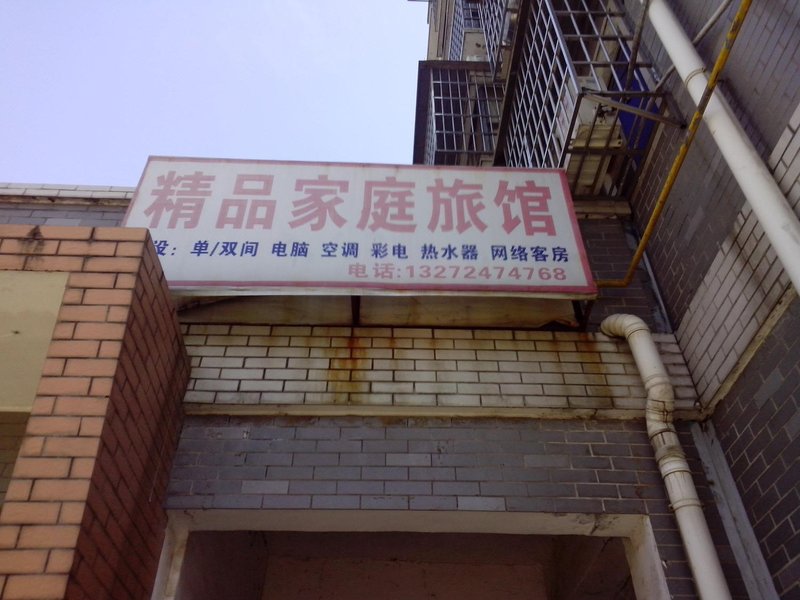 精品家庭旅馆
设: 单/双间 电脑 空调 彩电 热水器 网络客房
电话:13272474768